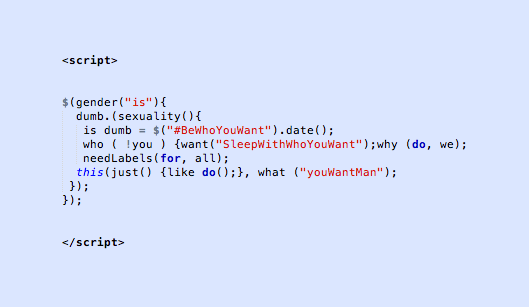 <script>
$(gender("is"){
dumb.(sexuality(){
is dumb = $("#BeWhoYouWant").date();
who ( !you ) {want("SleepWithWhoYouWant");why (do, we);
needLabels(for, all);
this(just() {like do();}, what ("youWantMan");
});
});
</script>